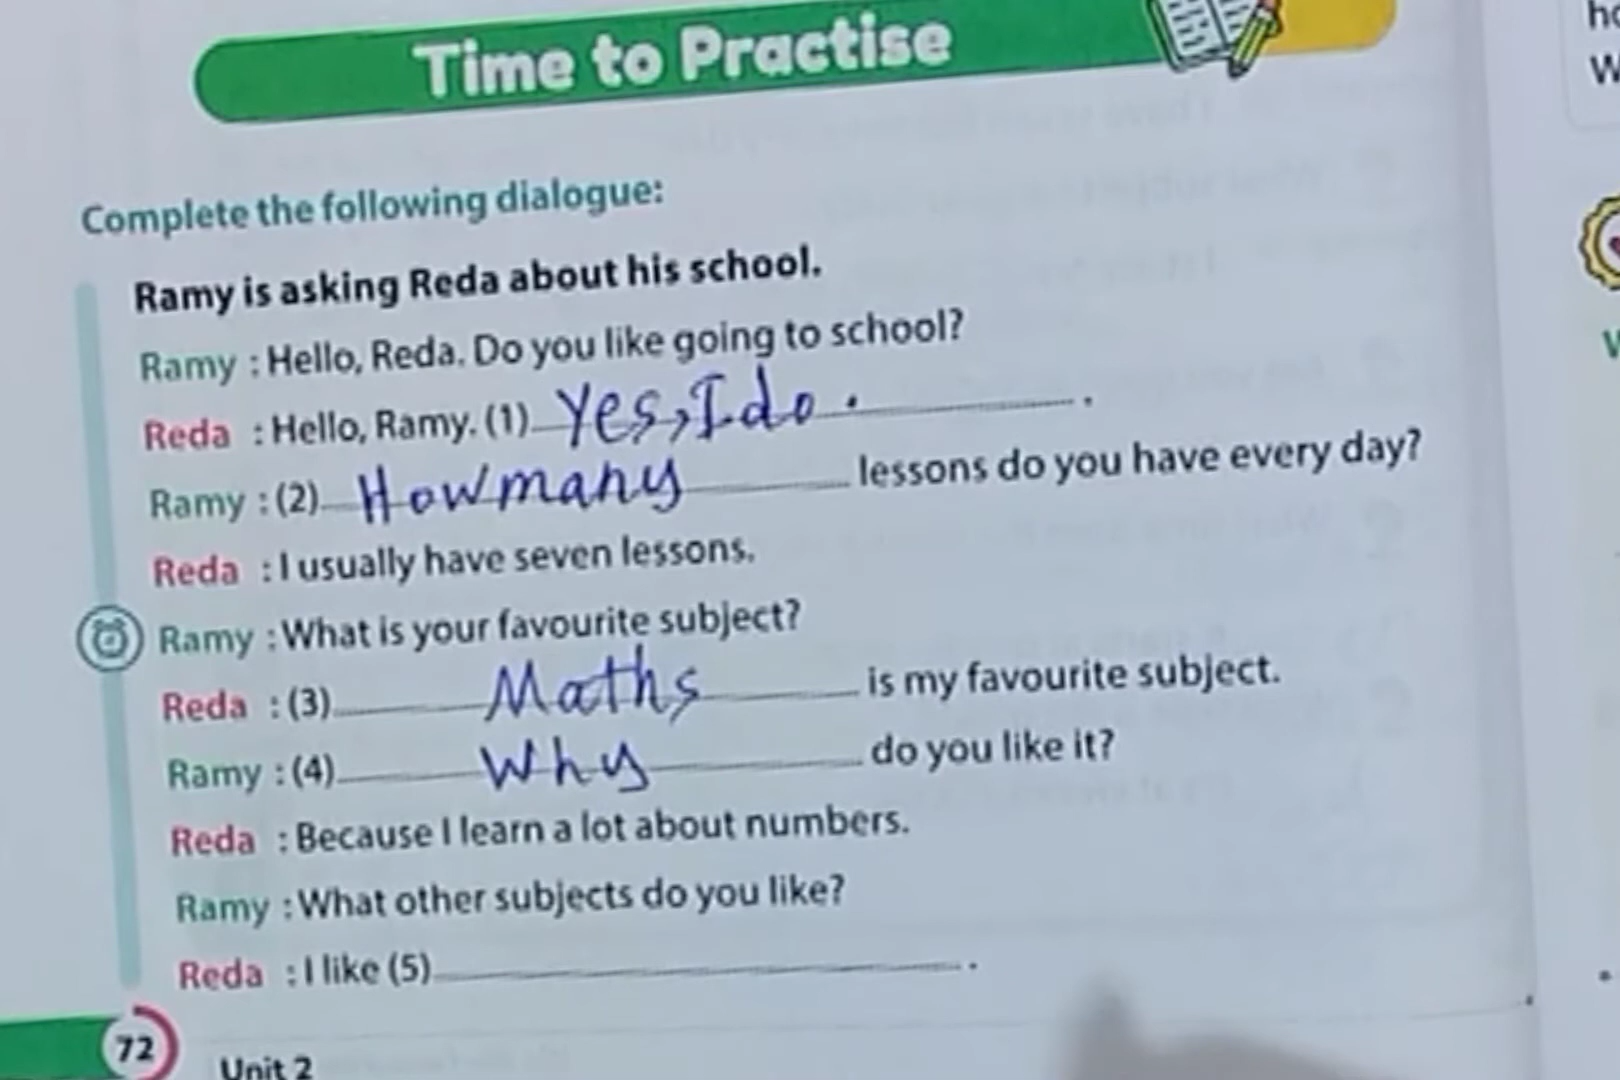 Time to Practise
Complete the following dialogue:
Ramy is asking Reda about his school.
Ramy : Hello, Reda. Do you like going to school?
Reda : Hello, Ramy. (1) Yes, I do . .
Ramy : (2) How many lessons do you have every day?
Reda : I usually have seven lessons.
Ramy : What is your favourite subject?
Reda : (3) Maths is my favourite subject.
Ramy : (4) Why do you like it?
Reda : Because I learn a lot about numbers.
Ramy : What other subjects do you like?
Reda : I like (5) .
72
Unit 2